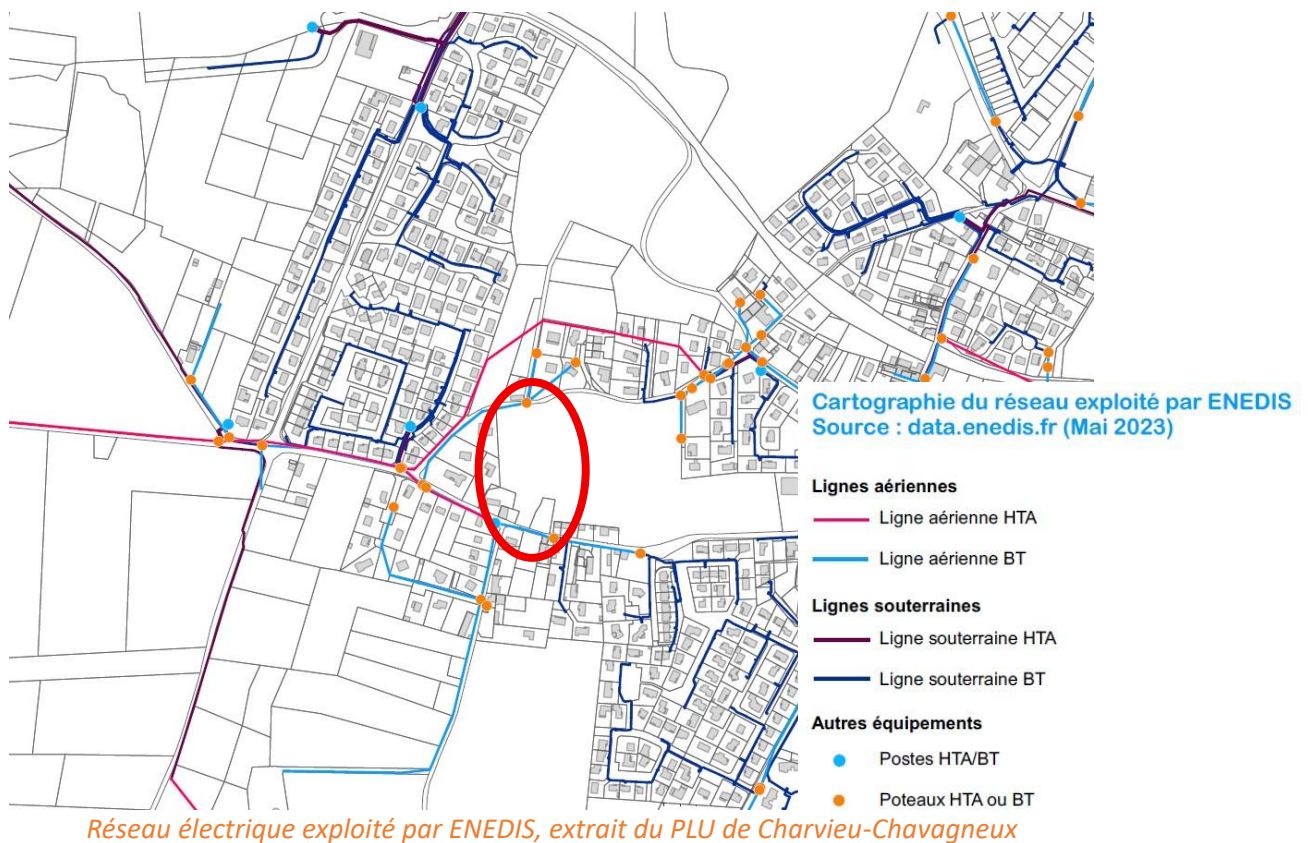 Cartographie du réseau exploité par ENEDIS
Source : data.enedis.fr (Mai 2023)
Lignes aériennes
Ligne aérienne HTA
Ligne aérienne BT
Lignes souterraines
Ligne souterraine HTA
Ligne souterraine BT
Autres équipements
Postes HTA/BT
Poteaux HTA ou BT
Réseau électrique exploité par ENEDIS, extrait du PLU de Charvieu-Chavagneux